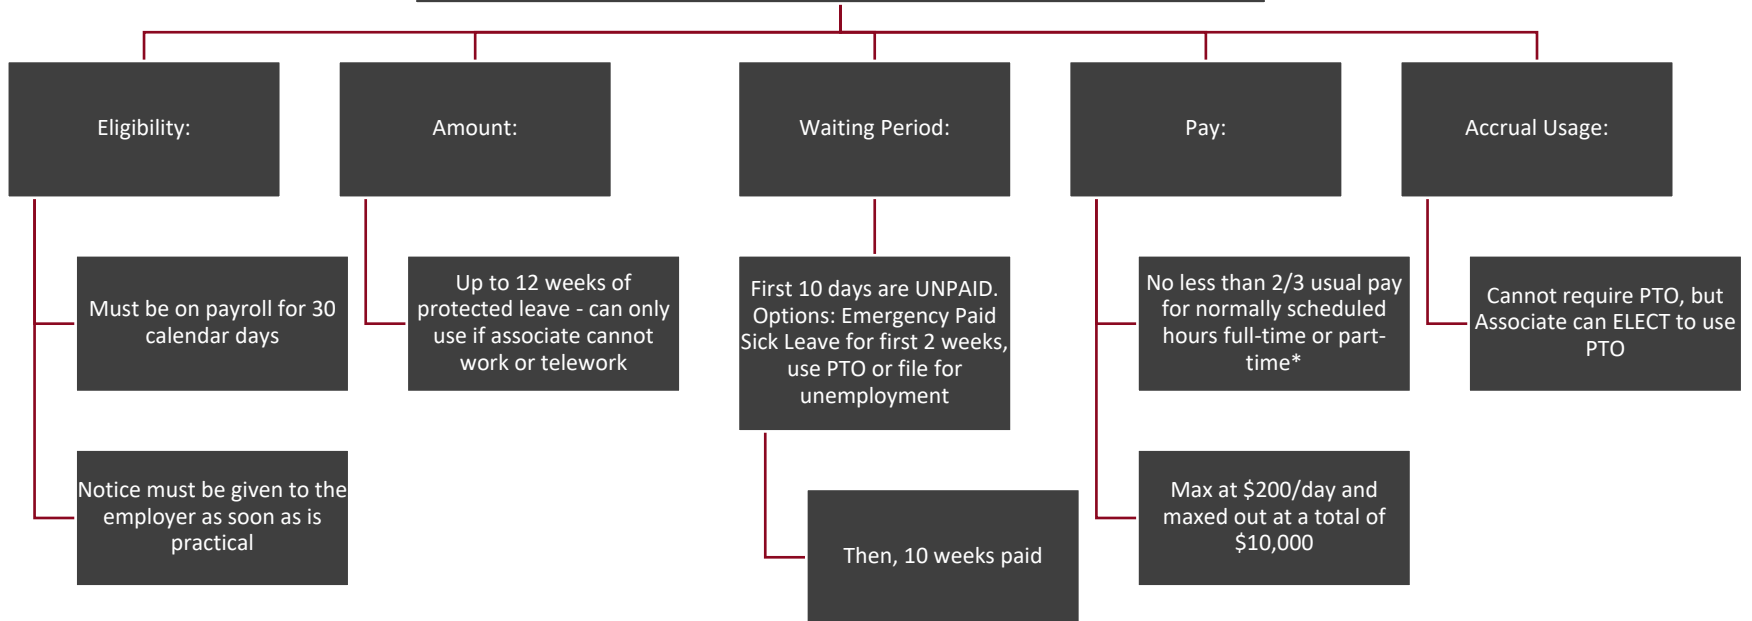 Eligibility:
Amount:
Waiting Period:
Pay:
Accrual Usage:
Must be on payroll for 30
calendar days
Notice must be given to the
employer as soon as is
practical
Up to 12 weeks of
protected leave - can only
use if associate cannot
work or telework
First 10 days are UNPAID.
Options: Emergency Paid
Sick Leave for first 2 weeks,
use PTO or file for
unemployment
Then, 10 weeks paid
No less than 2/3 usual pay
for normally scheduled
hours full-time or part-
time*
Max at $200/day and
maxed out at a total of
$10,000
Cannot require PTO, but
Associate can ELECT to use
PTO